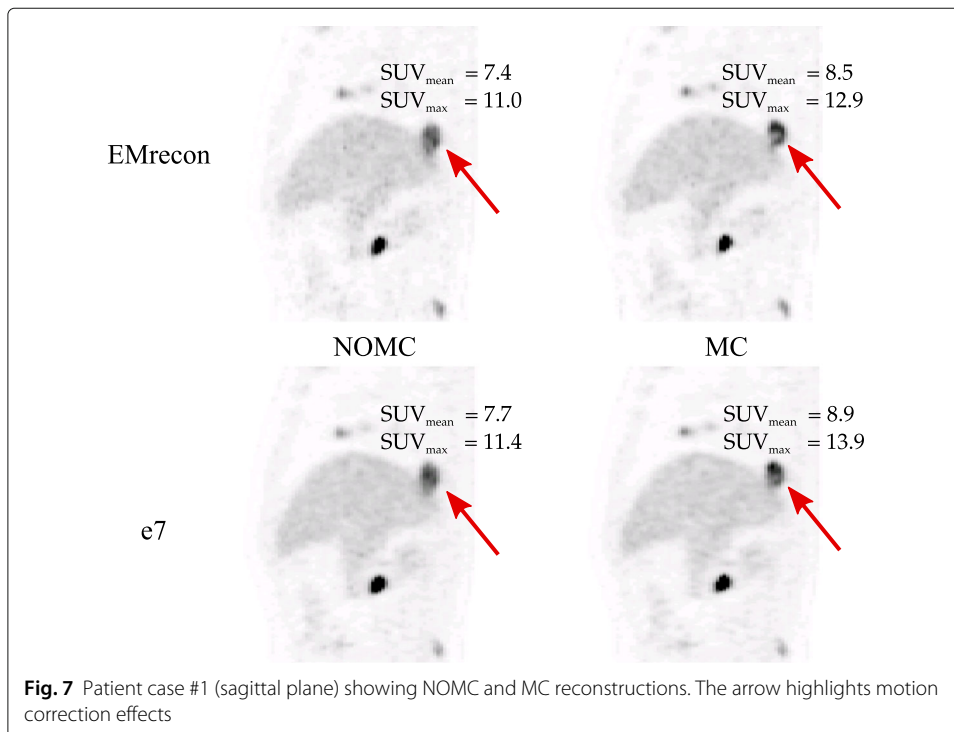 SUVmean = 7.4
SUVmax = 11.0
SUVmean = 8.5
SUVmax = 12.9
EMrecon
NOMC
MC
SUVmean = 7.7
SUVmax = 11.4
SUVmean = 8.9
SUVmax = 13.9
e7
Fig. 7 Patient case #1 (sagittal plane) showing NOMC and MC reconstructions. The arrow highlights motion
correction effects